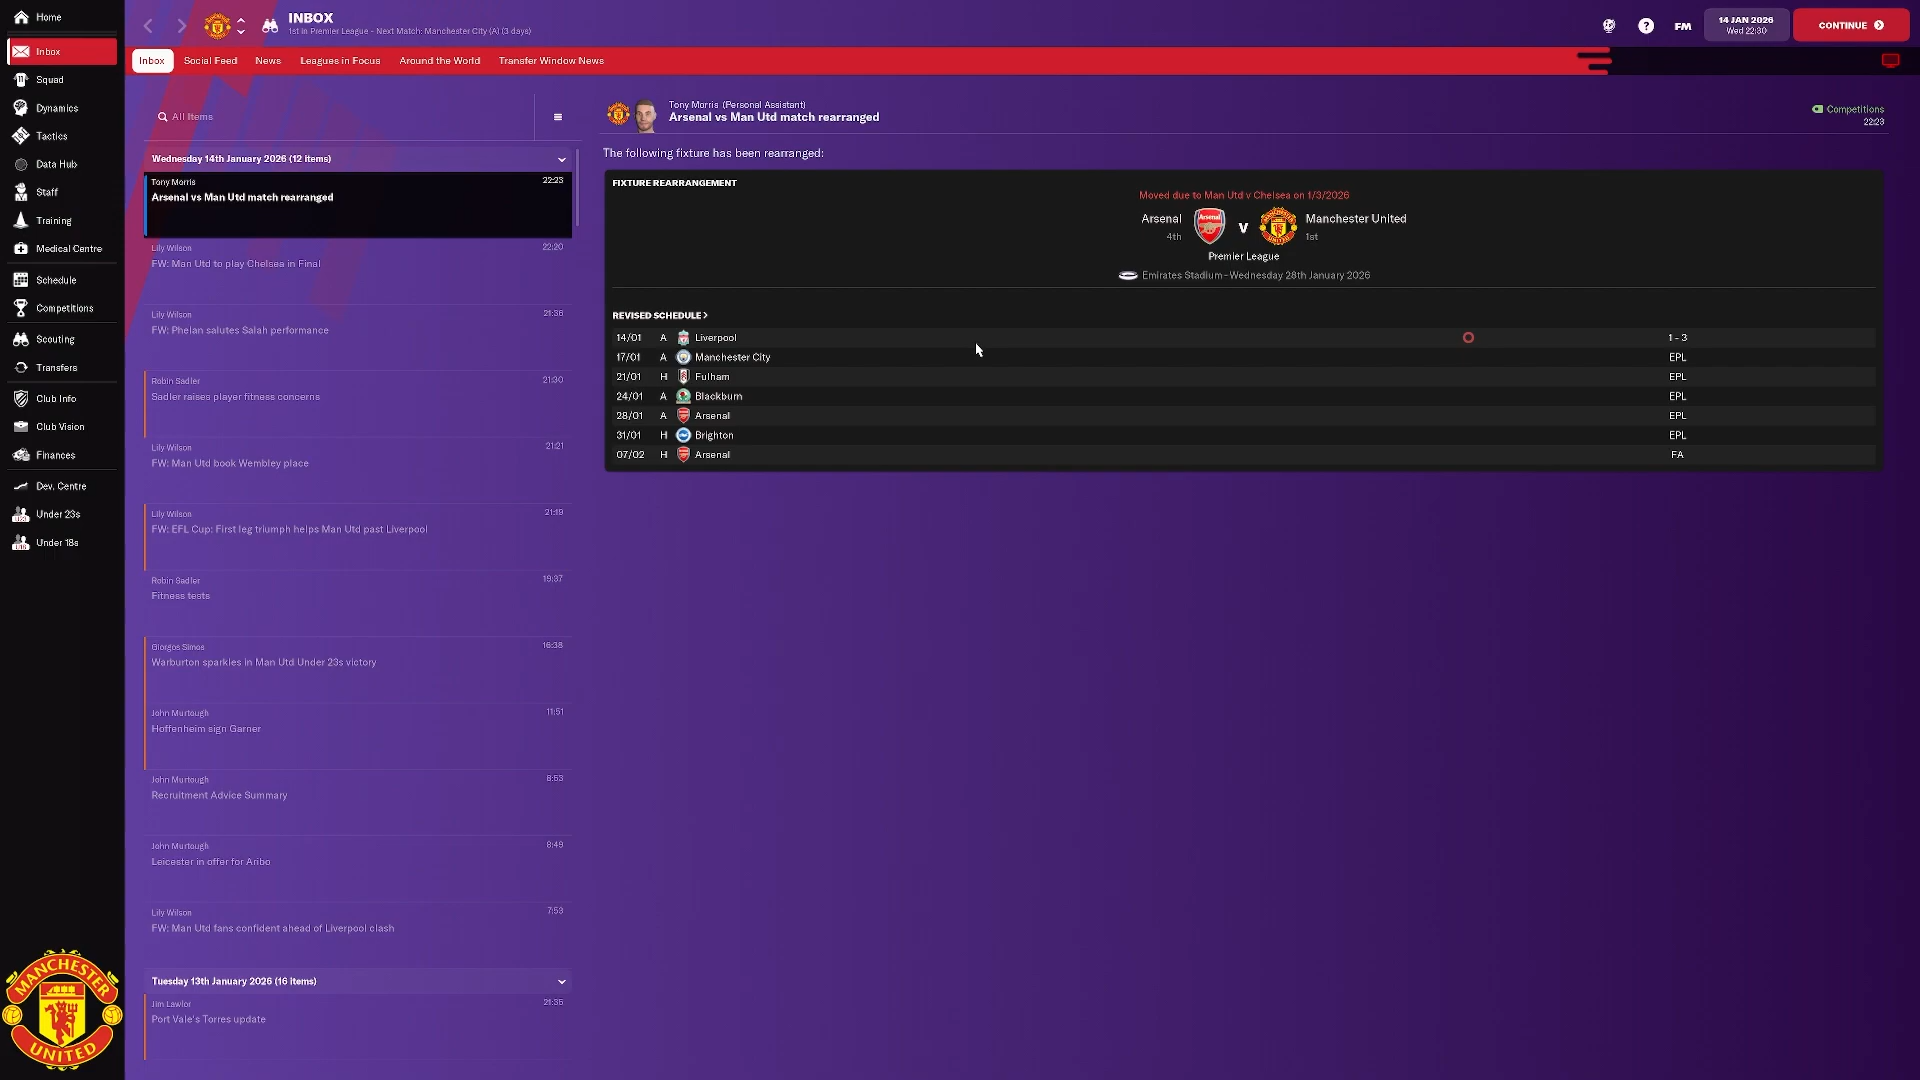 Home
Inbox
Squad
Dynamics
Tactics
Data Hub
Staff
Training
Medical Centre
Schedule
Competitions
Scouting
Transfers
Club Info
Club Vision
Finances
Dev. Centre
Under 23s
Under 18s
MANCHESTER
UNITED
INBOX
1st in Premier League - Next Match: Manchester City (A) (3 days)
?
FM
14 JAN 2026
Wed 22:30
CONTINUE
Inbox
Social Feed
News
Leagues in Focus
Around the World
Transfer Window News
All Items
Wednesday 14th January 2026 (12 Items)
Tony Morris 22:23
Arsenal vs Man Utd match rearranged
Lily Wilson 22:20
FW: Man Utd to play Chelsea in Final
Lily Wilson 21:36
FW: Phelan salutes Salah performance
Robin Sadler 21:30
Sadler raises player fitness concerns
Lily Wilson 21:21
FW: Man Utd book Wembley place
Lily Wilson 21:19
FW: EFL Cup: First leg triumph helps Man Utd past Liverpool
Robin Sadler 19:37
Fitness tests
Giorgos Simos 16:38
Warburton sparkles in Man Utd Under 23s victory
John Murtough 11:51
Hoffenheim sign Garner
John Murtough 8:53
Recruitment Advice Summary
John Murtough 8:49
Leicester in offer for Aribo
Lily Wilson 7:53
FW: Man Utd fans confident ahead of Liverpool clash
Tuesday 13th January 2026 (16 Items)
Jim Lawlor 21:35
Port Vale's Torres update
Tony Morris (Personal Assistant)
Arsenal vs Man Utd match rearranged
Competitions
22:23
The following fixture has been rearranged:
FIXTURE REARRANGEMENT
Moved due to Man Utd v Chelsea on 1/3/2026
Arsenal v Manchester United
4th 1st
Premier League
Emirates Stadium - Wednesday 28th January 2026
REVISED SCHEDULE >
14/01 A Liverpool 1 - 3
17/01 A Manchester City EPL
21/01 H Fulham EPL
24/01 A Blackburn EPL
28/01 A Arsenal EPL
31/01 H Brighton EPL
07/02 H Arsenal FA